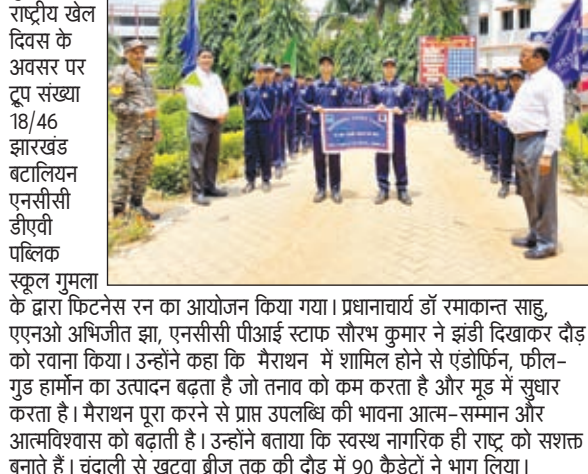 राष्ट्रीय खेल
दिवस के
अवसर पर
ट्रूप संख्या
18/46
झारखंड
बटालियन
एनसीसी
डीएवी
पब्लिक
स्कूल गुमला
के द्वारा फिटनेस रन का आयोजन किया गया। प्रधानाचार्य डॉ रमाकान्त साहु,
एएनओ अभिजीत झा, एनसीसी पीआई स्टाफ सौरभ कुमार ने झंडी दिखाकर दौड़
को रवाना किया। उन्होंने कहा कि मैराथन में शामिल होने से एंडोर्फिन, फील-
गुड हार्मोन का उत्पादन बढ़ता है जो तनाव को कम करता है और मूड में सुधार
करता है। मैराथन पूरा करने से प्राप्त उपलब्धि की भावना आत्म-सम्मान और
आत्मविश्वास को बढ़ाती है। उन्होंने बताया कि स्वस्थ नागरिक ही राष्ट्र को सशक्त
बनाते हैं। चंदाली से खटवा ब्रीज तक की दौड़ में 90 कैडेटों ने भाग लिया।